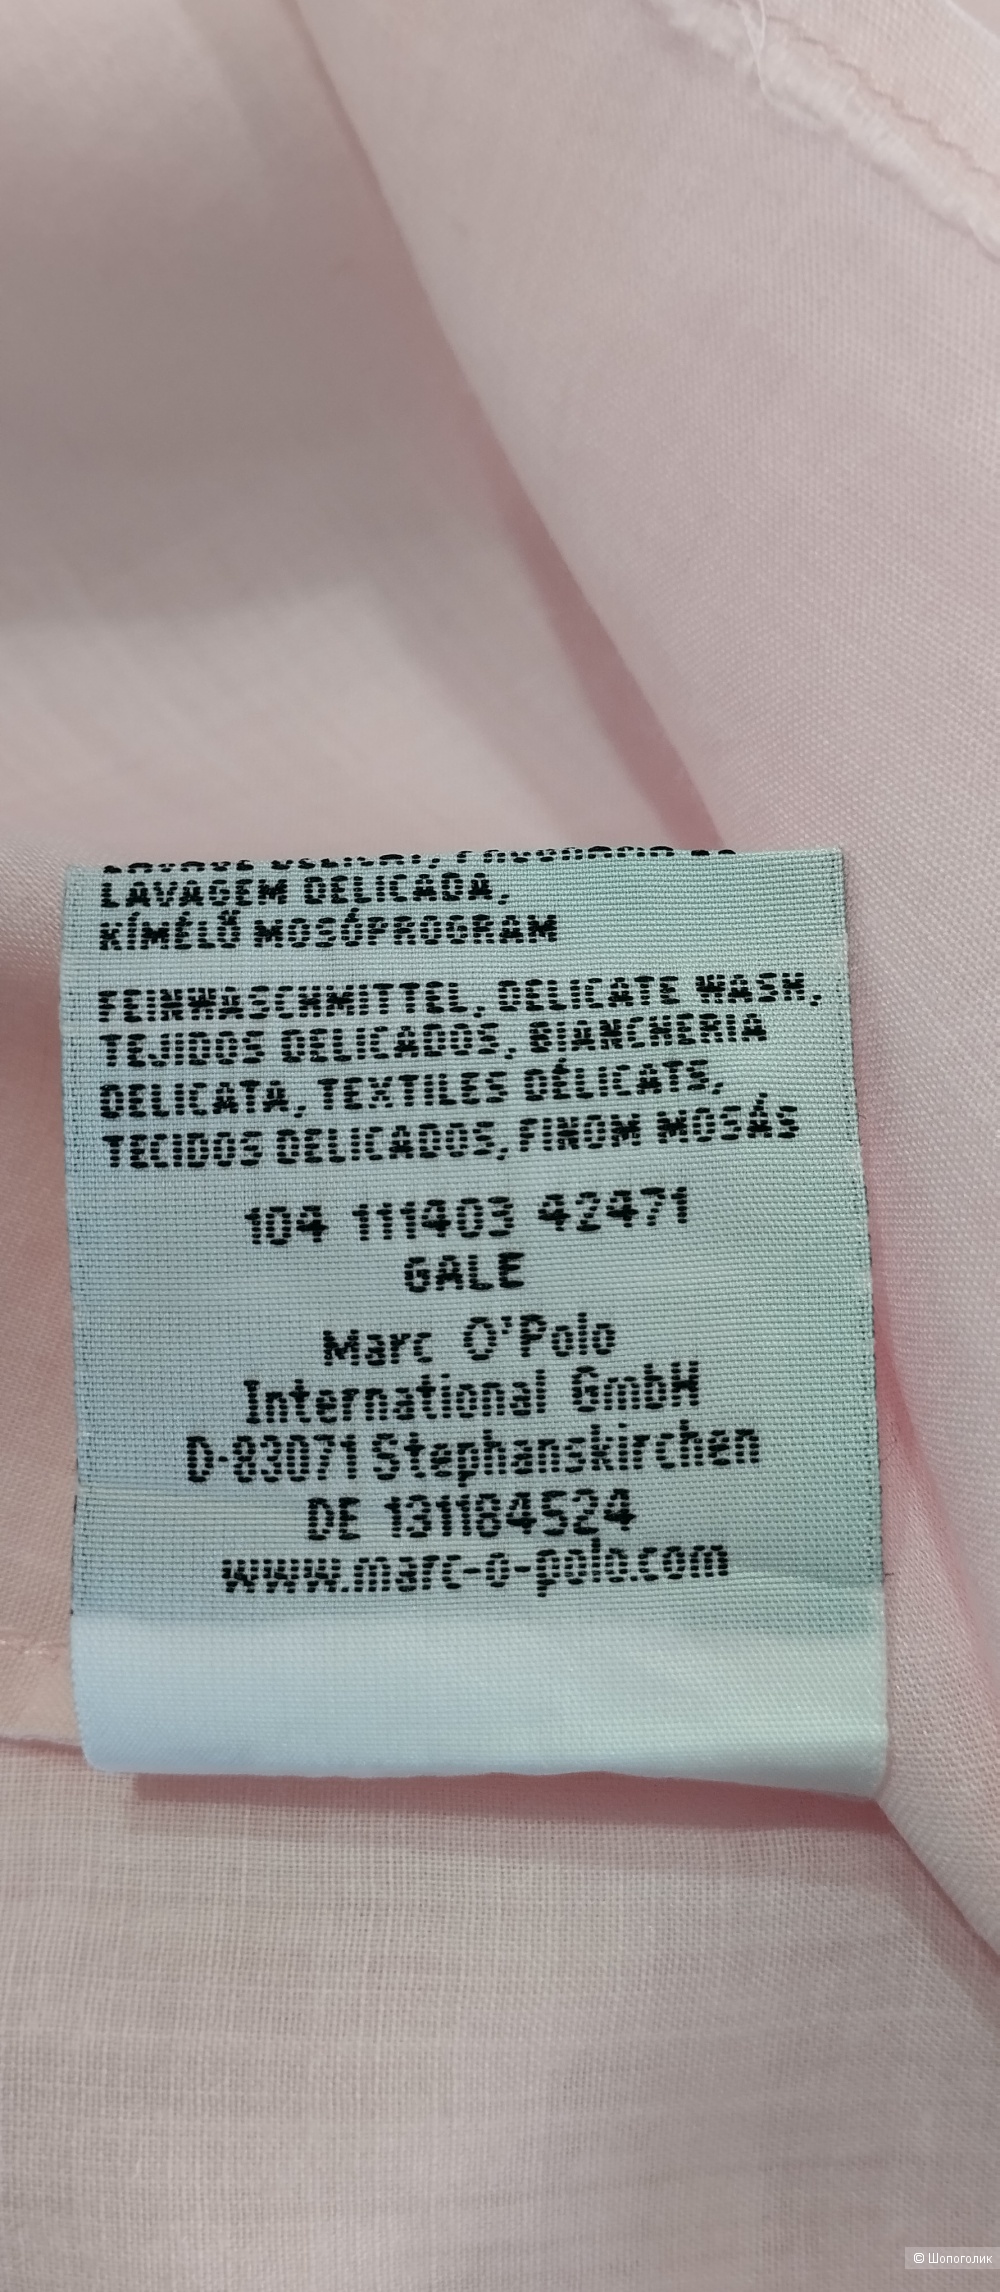 LAVAGEM DELICADA,
KÍMÉLŐ MOSÓPROGRAM
FEINWASCHMITTEL, DELICATE WASH,
TEJIDOS DELICADOS, BIANCHERIA
DELICATA, TEXTILES DÉLICATS,
TECIDOS DELICADOS, FINOM MOSÁS
104 111403 42471
GALE
Marc O'Polo
International GmbH
D-83071 Stephanskirchen
DE 131184524
www.marc-o-polo.com
© Шопоголик